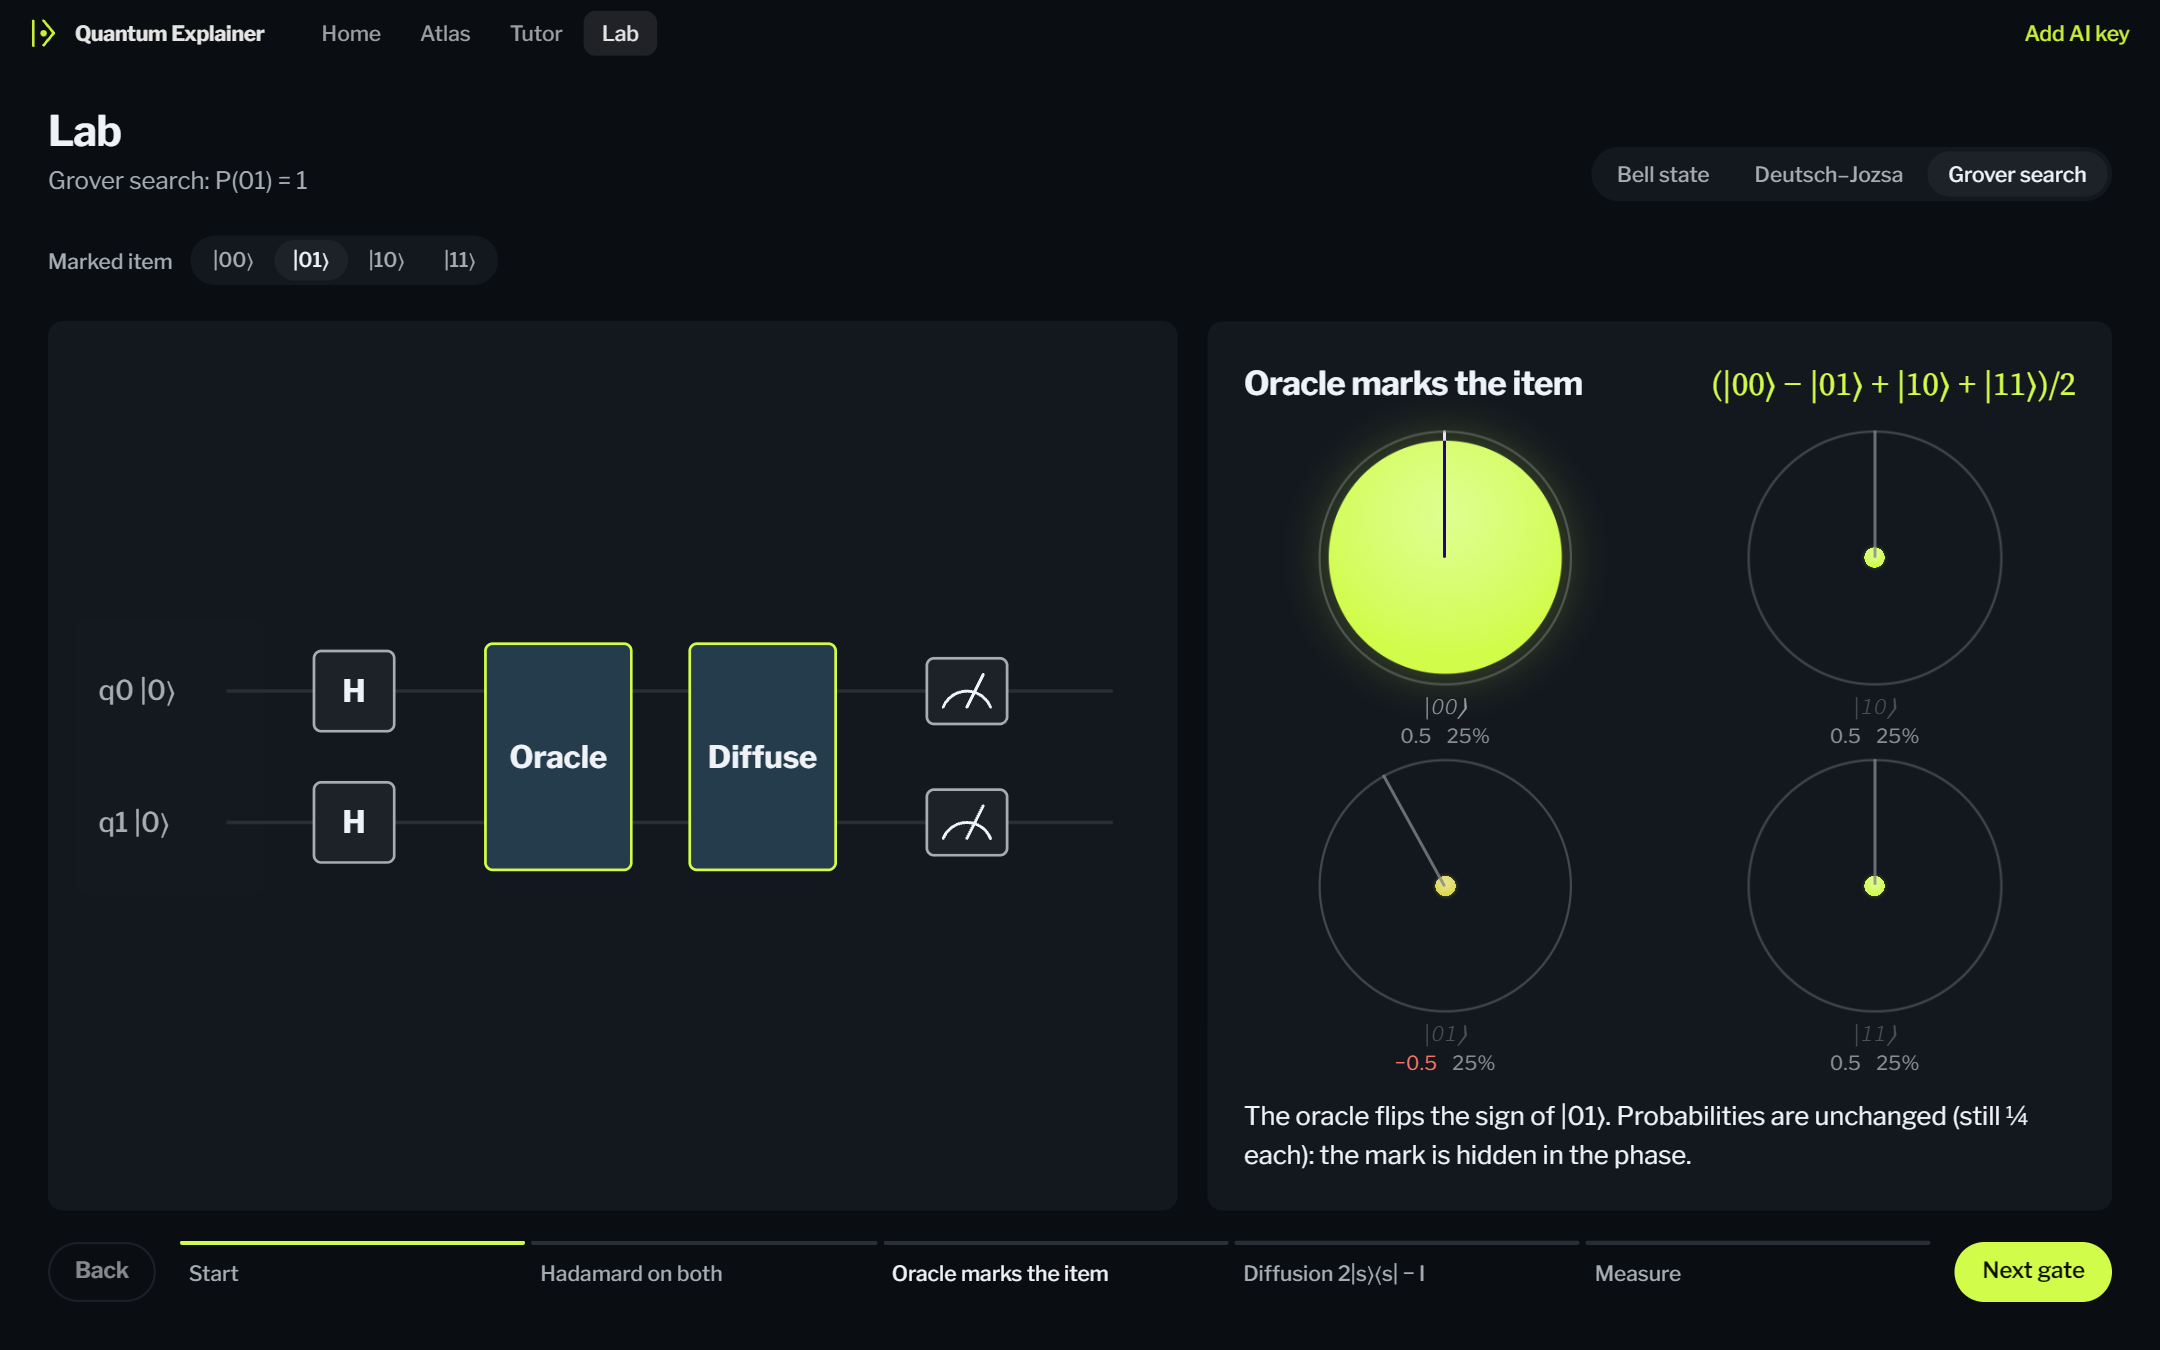 Quantum Explainer Home Atlas Tutor Lab Add AI key
Lab
Grover search: P(01) = 1
Bell state Deutsch–Jozsa Grover search
Marked item |00⟩ |01⟩ |10⟩ |11⟩
q0 |0⟩ H
Oracle
Diffuse
q1 |0⟩ H
Oracle marks the item (|00⟩ − |01⟩ + |10⟩ + |11⟩)/2
|00⟩
0.5 25%
|10⟩
0.5 25%
|01⟩
−0.5 25%
|11⟩
0.5 25%
The oracle flips the sign of |01⟩. Probabilities are unchanged (still ¼
each): the mark is hidden in the phase.
Back Start Hadamard on both Oracle marks the item Diffusion 2|s⟩⟨s| − I Measure Next gate